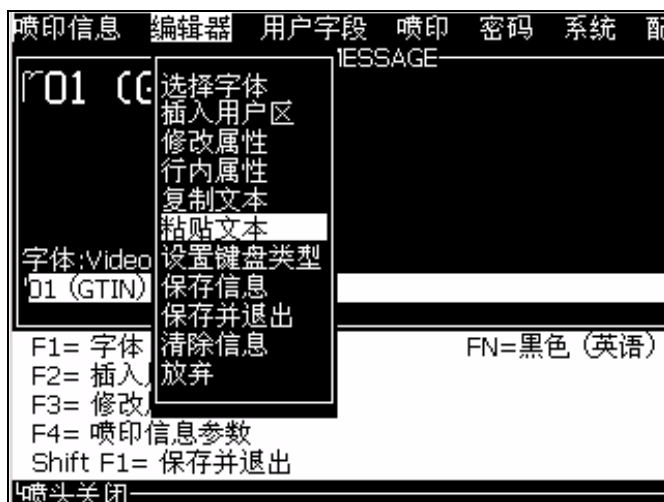 喷印信息 编辑器 用户字段 喷印 密码 系统 配
ESSAGE
01 (G
选择字体
插入用户区
修改属性
行内属性
复制文本
粘贴文本
设置键盘类型
保存信息
保存并退出
清除信息
放弃
字体:Video
01 (GTIN)
F1= 字体
FN=黑色 (英语)
F2= 插入
F3= 修改
F4= 喷印信息参数
Shift F1= 保存并退出
喷头关闭